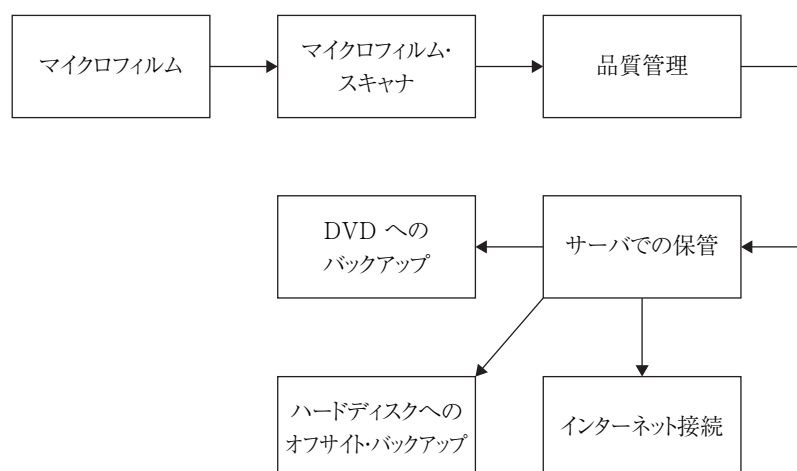 マイクロフィルム
マイクロフィルム・
スキャナ
品質管理
DVD への
バックアップ
サーバでの保管
ハードディスクへの
オフサイト・バックアップ
インターネット接続